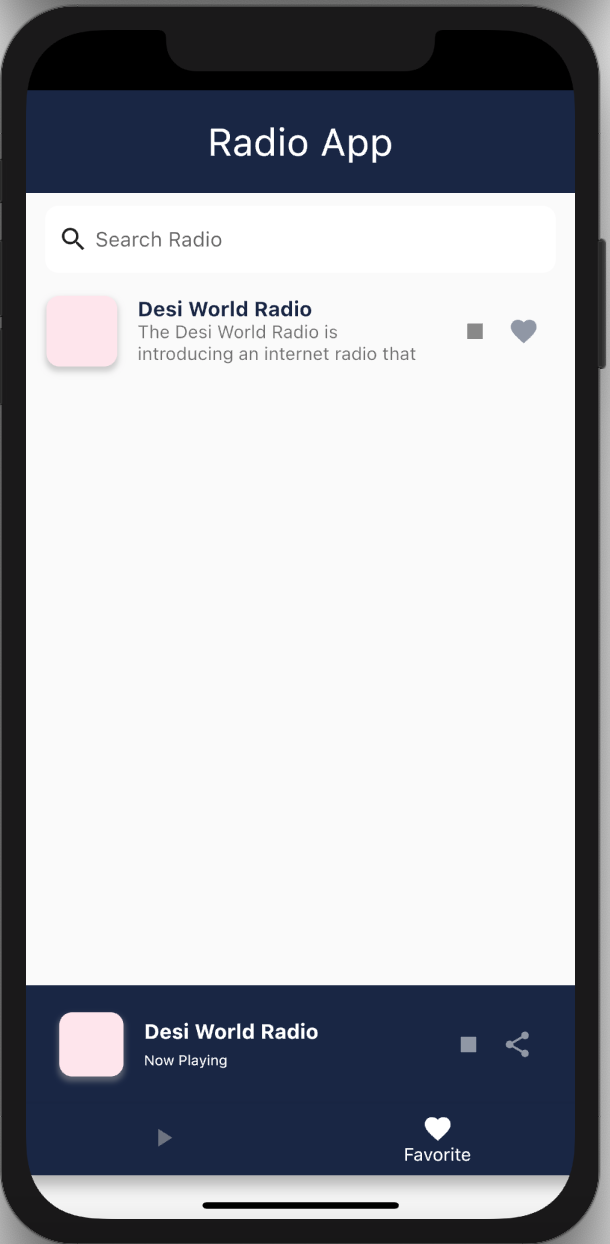 Radio App
Search Radio
Desi World Radio
The Desi World Radio is
introducing an internet radio that
Desi World Radio
Now Playing
Favorite